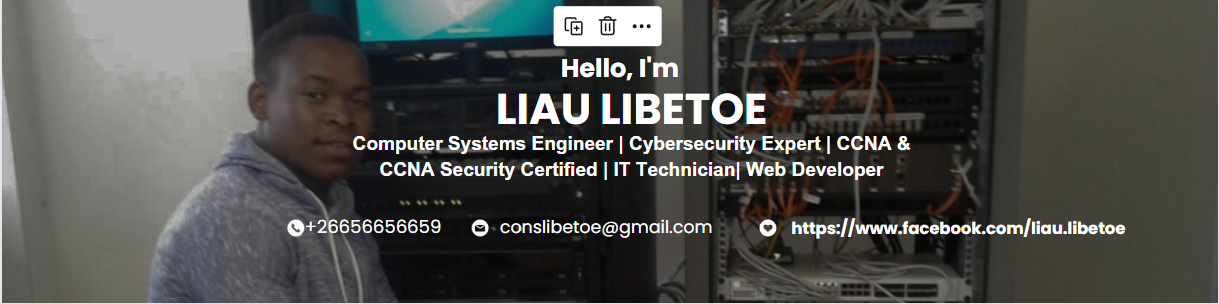 Hello, I'm
LIAU LIBETOE
Computer Systems Engineer | Cybersecurity Expert | CCNA &
CCNA Security Certified | IT Technician| Web Developer
+26656656659 conslibetoe@gmail.com https://www.facebook.com/liau.libetoe